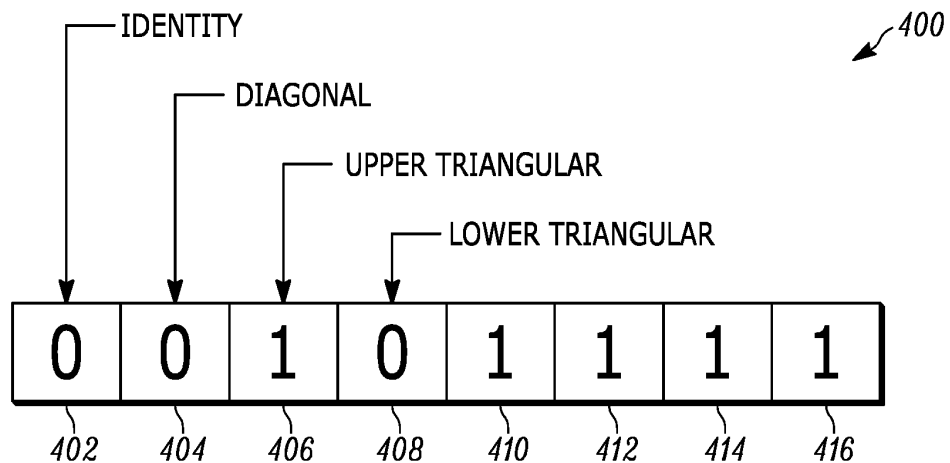 IDENTITY
400
DIAGONAL
UPPER TRIANGULAR
LOWER TRIANGULAR
0 0 1 0 1 1 1 1
402 404 406 408 410 412 414 416